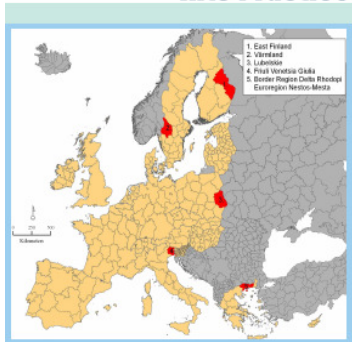 1. East Finland
2. Värmland
3. Lubelskie
4. Friuli Venetsia Giulia
5. Border Region Delta Rhodopi
Euroregion Nestos-Mesta
Kilometers